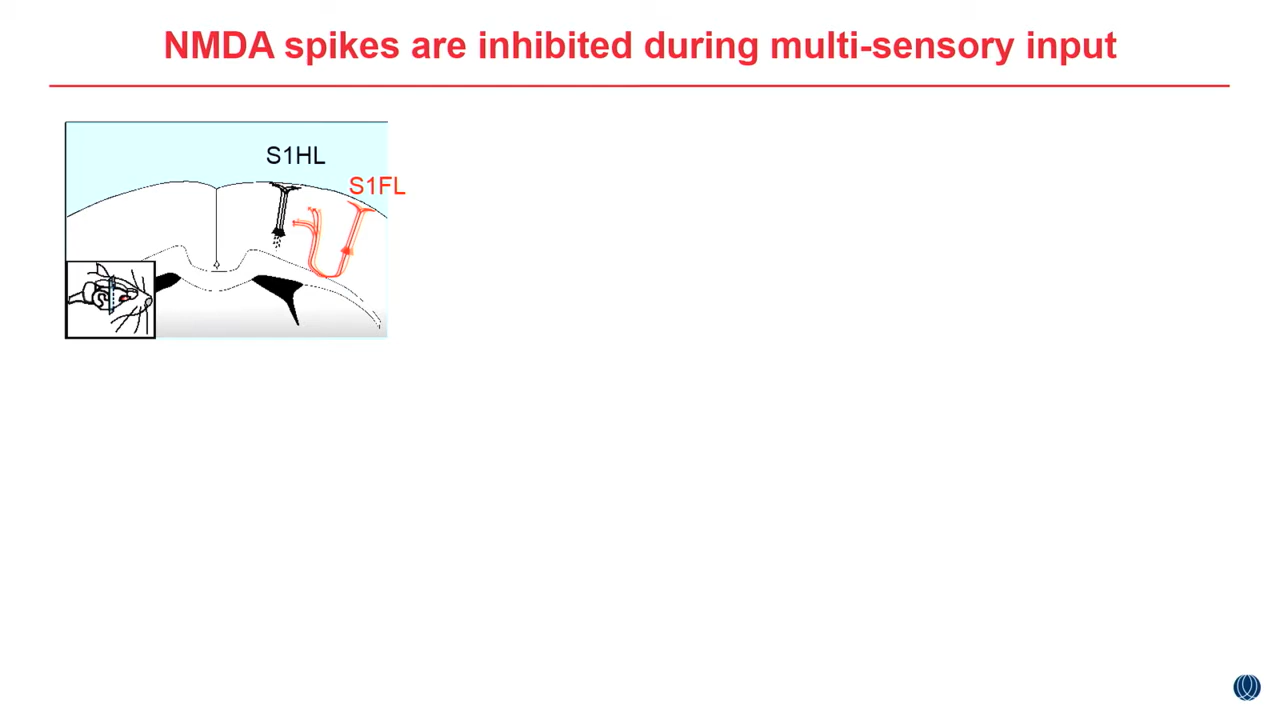 NMDA spikes are inhibited during multi-sensory input
S1HL
S1FL